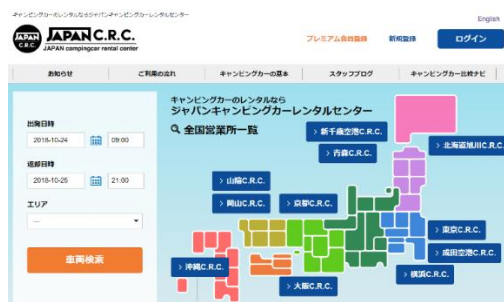 キャンピングカーのレンタルならジャパンキャンピングカーレンタルセンター
English
JAPAN C.R.C.
JAPAN C.R.C.
JAPAN campingcar rental center
プレミアム会員登録
新規登録
ログイン
お知らせ
ご利用の流れ
キャンピングカーの基本
スタッフブログ
キャンピングカー比較ナビ
キャンピングカーのレンタルなら
ジャパンキャンピングカーレンタルセンター
全国営業所一覧
出発日時
2018-10-24
09:00
返却日時
2018-10-25
21:00
エリア
---
車両検索
> 新千歳空港C.R.C.
> 北海道旭川C.R.C.
> 青森C.R.C.
> 山陰C.R.C.
> 岡山C.R.C.
> 京都C.R.C.
> 東京C.R.C.
> 成田空港C.R.C.
> 横浜C.R.C.
> 沖縄C.R.C.
> 大阪C.R.C.